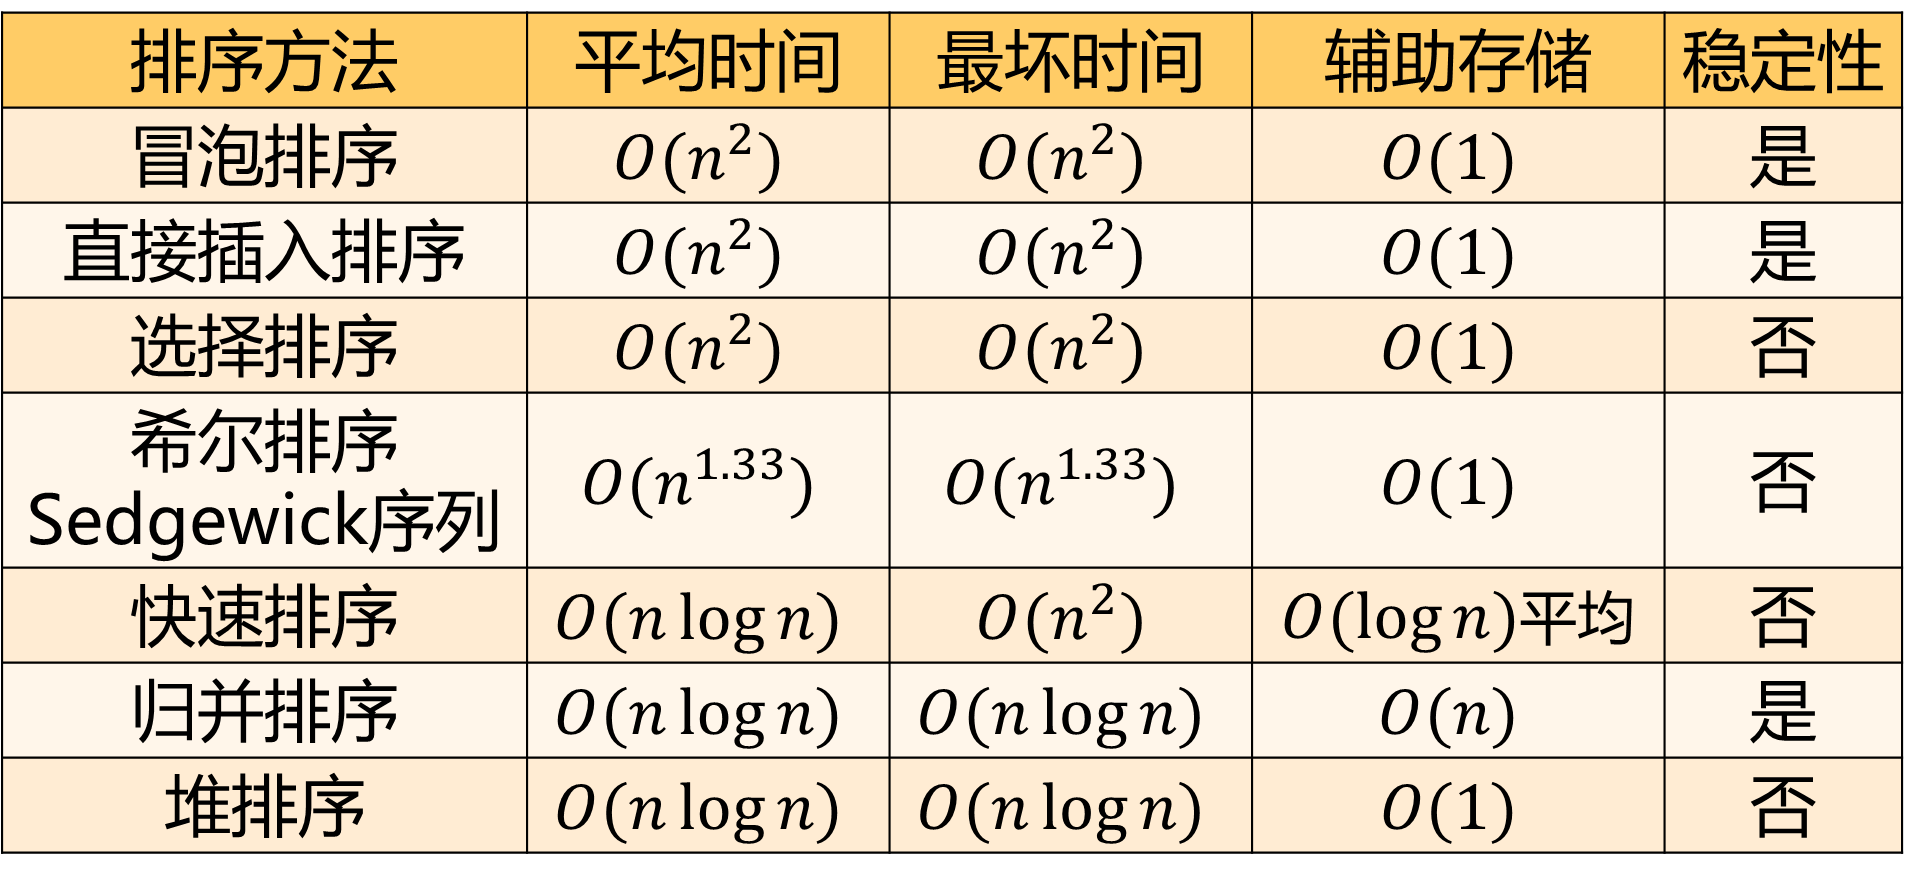 排序方法 平均时间 最坏时间 辅助存储 稳定性
冒泡排序 O(n²) O(n²) O(1) 是
直接插入排序 O(n²) O(n²) O(1) 是
选择排序 O(n²) O(n²) O(1) 否
希尔排序
Sedgewick序列 O(n^1.33) O(n^1.33) O(1) 否
快速排序 O(n log n) O(n²) O(log n)平均 否
归并排序 O(n log n) O(n log n) O(n) 是
堆排序 O(n log n) O(n log n) O(1) 否